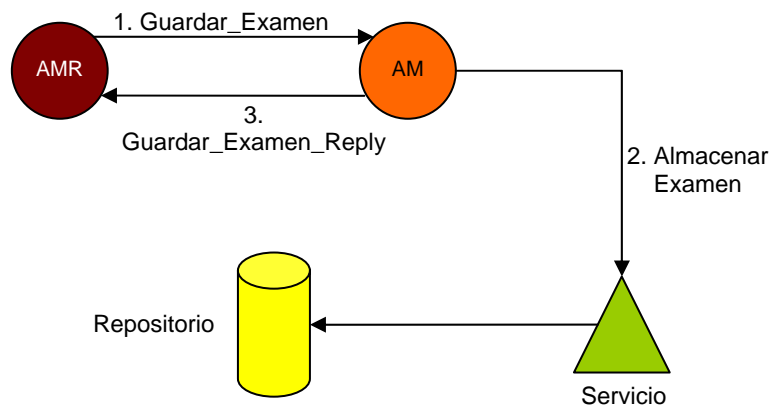 1. Guardar_Examen
AMR
AM
3.
Guardar_Examen_Reply
2. Almacenar
Examen
Repositorio
Servicio